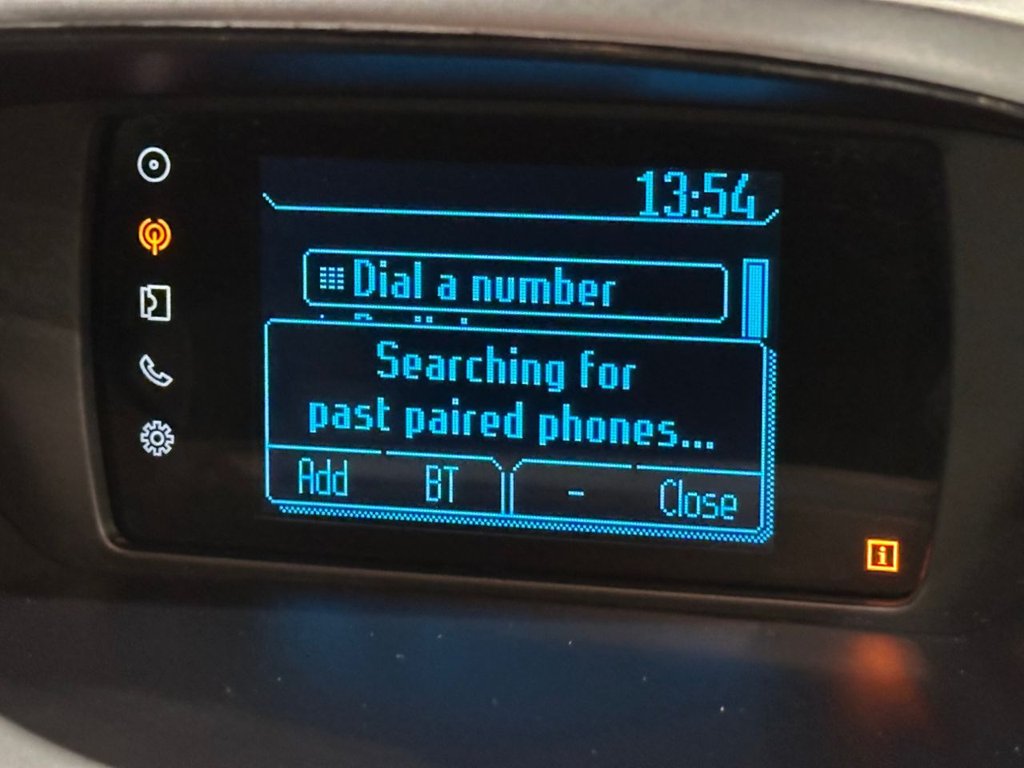 13:54
Dial a number
Searching for
past paired phones...
Add BT - Close
i